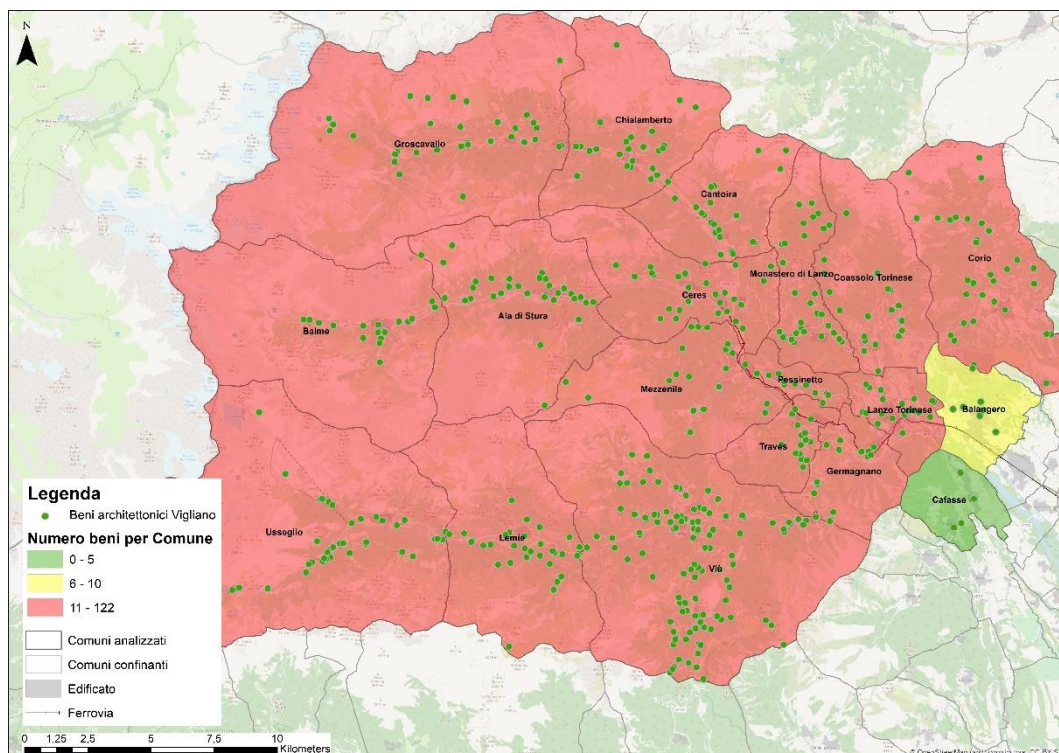 N
Groscavallo
Chialamberto
Cantoira
Corio
Monastero di Lanzo
Coassolo Torinese
Ceres
Ala di Stura
Balme
Mezzenile
Pessinetto
Lanzo Torinese
Balangero
Traves
Germagnano
Cafasse
Usseglio
Lemie
Viù
Legenda
Beni architettonici Vigliano
Numero beni per Comune
0 - 5
6 - 10
11 - 122
Comuni analizzati
Comuni confinanti
Edificato
Ferrovia
0 1,25 2,5 5 7,5 10
Kilometers